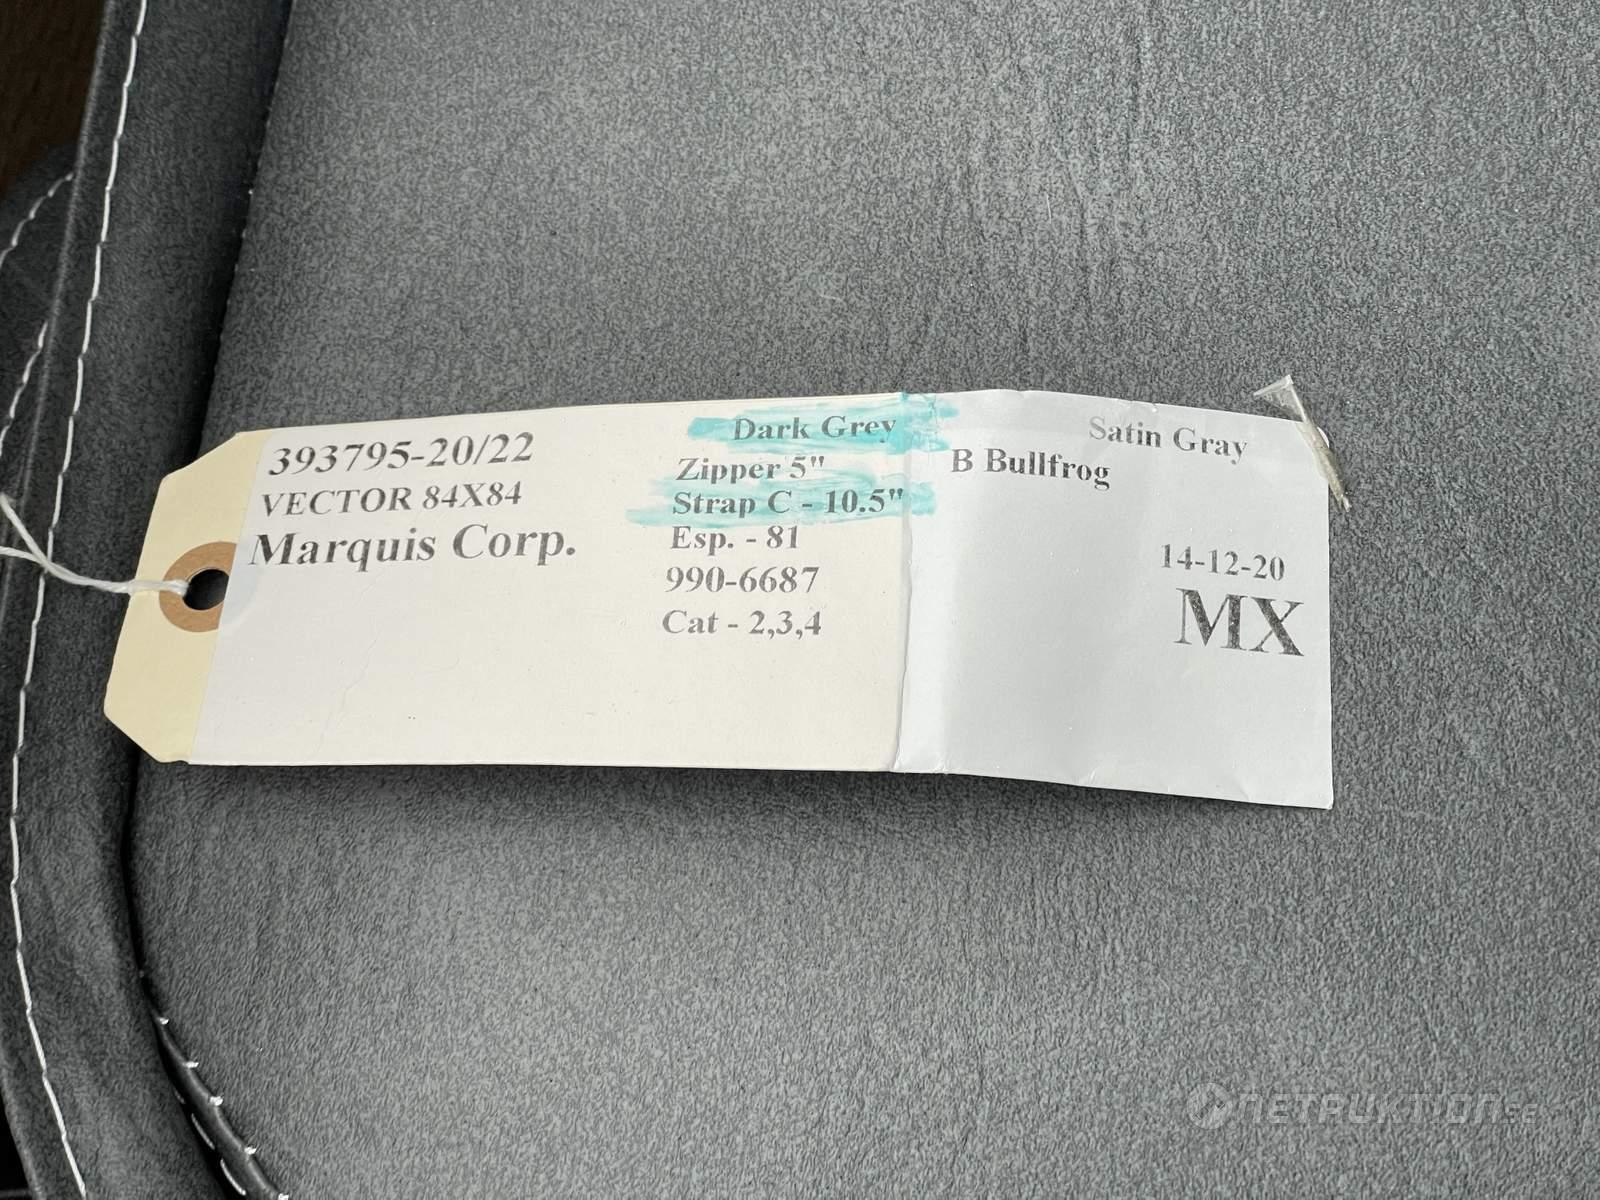 393795-20/22
VECTOR 84X84
Marquis Corp.
Dark Grey
Zipper 5"
Strap C - 10.5"
Esp. - 81
990-6687
Cat - 2,3,4
Satin Gray
B Bullfrog
14-12-20
MX
NETRUKTION.SE